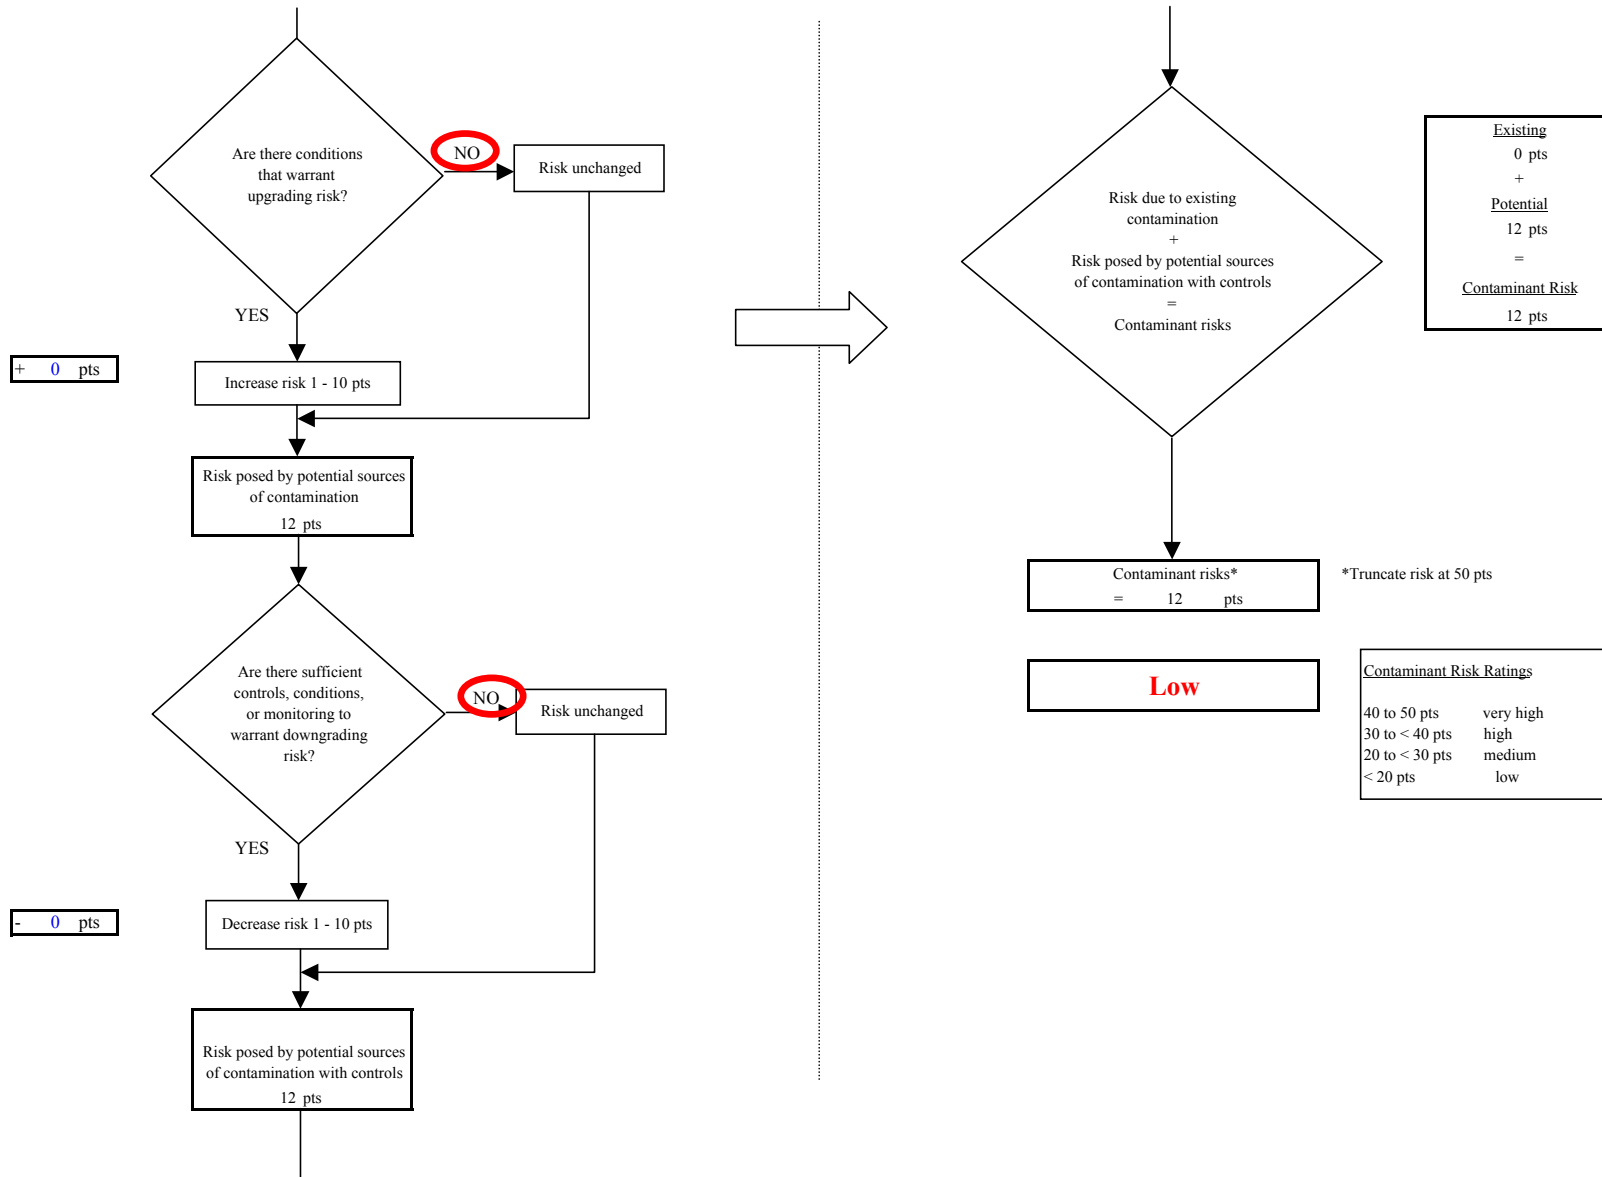 Are there conditions
that warrant
upgrading risk?
NO
Risk unchanged
YES
+ 0 pts
Increase risk 1 - 10 pts
Risk posed by potential sources
of contamination
12 pts
Are there sufficient
controls, conditions,
or monitoring to
warrant downgrading
risk?
NO
Risk unchanged
YES
- 0 pts
Decrease risk 1 - 10 pts
Risk posed by potential sources
of contamination with controls
12 pts
Risk due to existing
contamination
+
Risk posed by potential sources
of contamination with controls
=
Contaminant risks
Existing
0 pts
+
Potential
12 pts
=
Contaminant Risk
12 pts
Contaminant risks*
= 12 pts
*Truncate risk at 50 pts
Low
Contaminant Risk Ratings
40 to 50 pts very high
30 to < 40 pts high
20 to < 30 pts medium
< 20 pts low